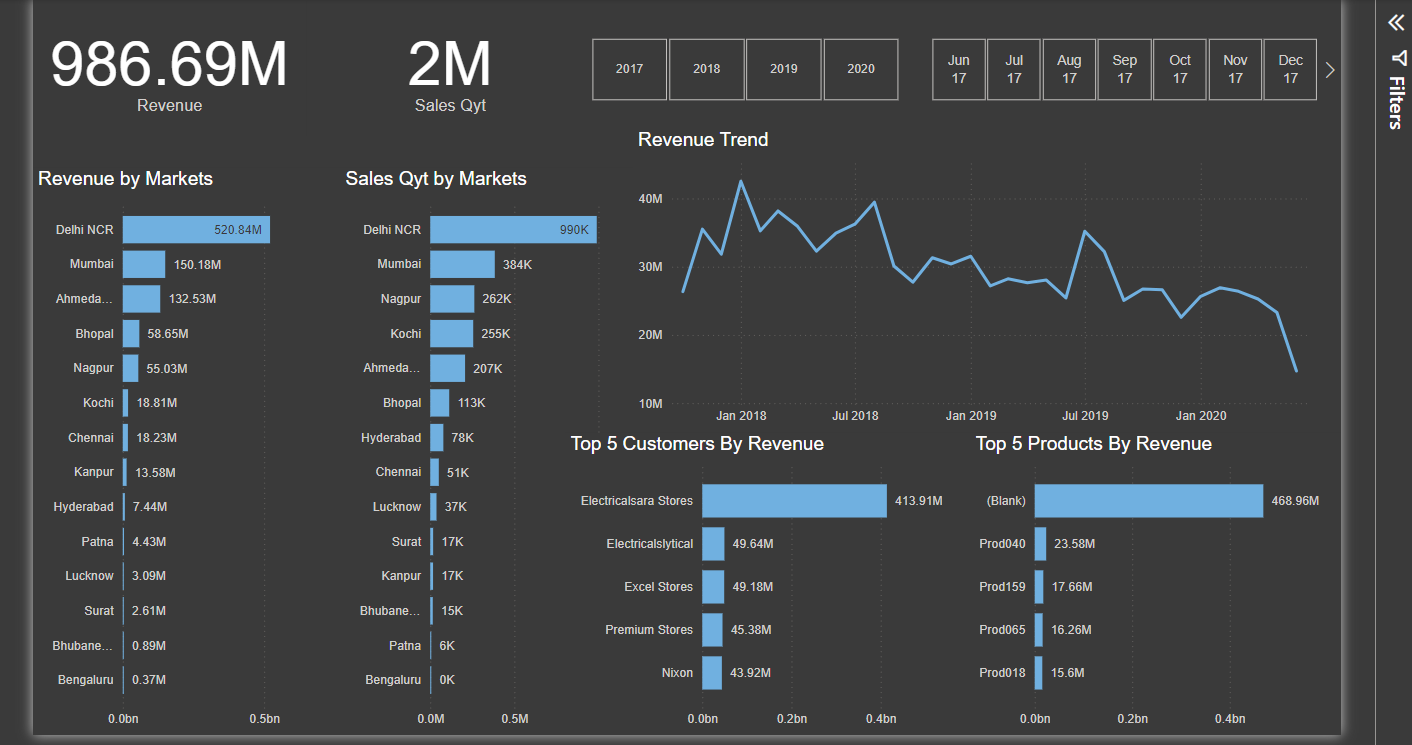 986.69M
Revenue
2M
Sales Qyt
2017 2018 2019 2020
Jun 17 Jul 17 Aug 17 Sep 17 Oct 17 Nov 17 Dec 17
Filters
Revenue by Markets
Delhi NCR 520.84M
Mumbai 150.18M
Ahmeda... 132.53M
Bhopal 58.65M
Nagpur 55.03M
Kochi 18.81M
Chennai 18.23M
Kanpur 13.58M
Hyderabad 7.44M
Patna 4.43M
Lucknow 3.09M
Surat 2.61M
Bhubane... 0.89M
Bengaluru 0.37M
0.0bn 0.5bn
Sales Qyt by Markets
Delhi NCR 990K
Mumbai 384K
Nagpur 262K
Kochi 255K
Ahmeda... 207K
Bhopal 113K
Hyderabad 78K
Chennai 51K
Lucknow 37K
Surat 17K
Kanpur 17K
Bhubane... 15K
Patna 6K
Bengaluru 0K
0.0M 0.5M
Revenue Trend
40M
30M
20M
10M
Jan 2018 Jul 2018 Jan 2019 Jul 2019 Jan 2020
Top 5 Customers By Revenue
Electricalsara Stores 413.91M
Electricalslytical 49.64M
Excel Stores 49.18M
Premium Stores 45.38M
Nixon 43.92M
0.0bn 0.2bn 0.4bn
Top 5 Products By Revenue
(Blank) 468.96M
Prod040 23.58M
Prod159 17.66M
Prod065 16.26M
Prod018 15.6M
0.0bn 0.2bn 0.4bn